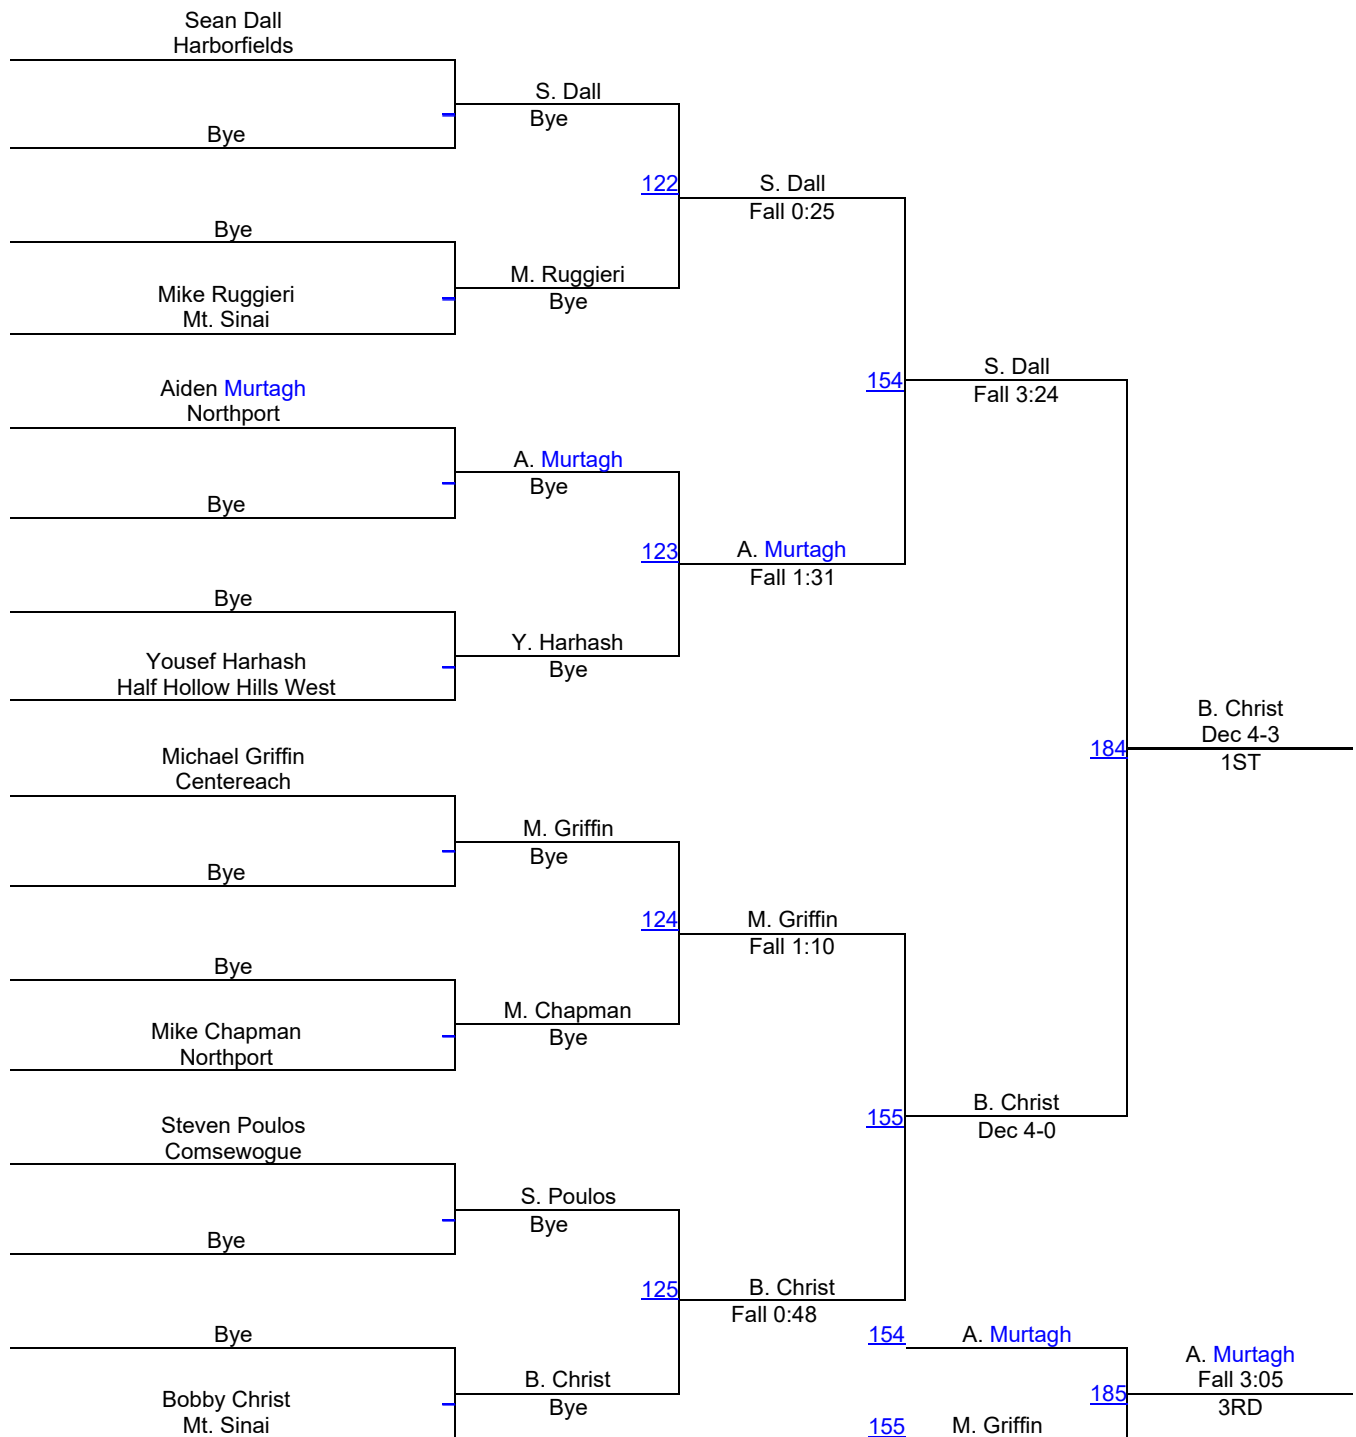 Sean Dall
Harborfields
S. Dall
Bye
Bye
122
S. Dall
Fall 0:25
Bye
M. Ruggieri
Bye
Mike Ruggieri
Mt. Sinai
154
S. Dall
Fall 3:24
Aiden Murtagh
Northport
A. Murtagh
Bye
Bye
123
A. Murtagh
Fall 1:31
Bye
Y. Harhash
Bye
Yousef Harhash
Half Hollow Hills West
184
B. Christ
Dec 4-3
1ST
Michael Griffin
Centereach
M. Griffin
Bye
Bye
124
M. Griffin
Fall 1:10
Bye
M. Chapman
Bye
Mike Chapman
Northport
155
B. Christ
Dec 4-0
Steven Poulos
Comsewogue
S. Poulos
Bye
Bye
125
B. Christ
Fall 0:48
Bye
B. Christ
Bye
Bobby Christ
Mt. Sinai
154
A. Murtagh
185
A. Murtagh
Fall 3:05
3RD
155
M. Griffin